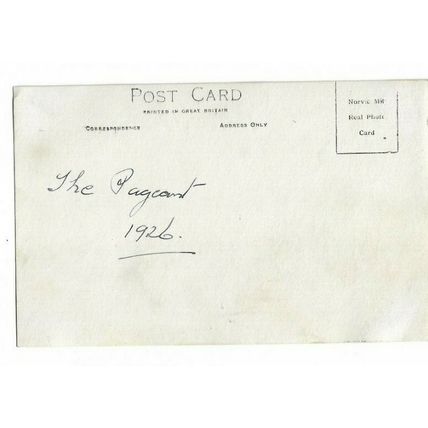 POST CARD
PRINTED IN GREAT BRITAIN
CORRESPONDENCE
ADDRESS ONLY
Norvic
Real Photo
Card
The Pageant
1926.